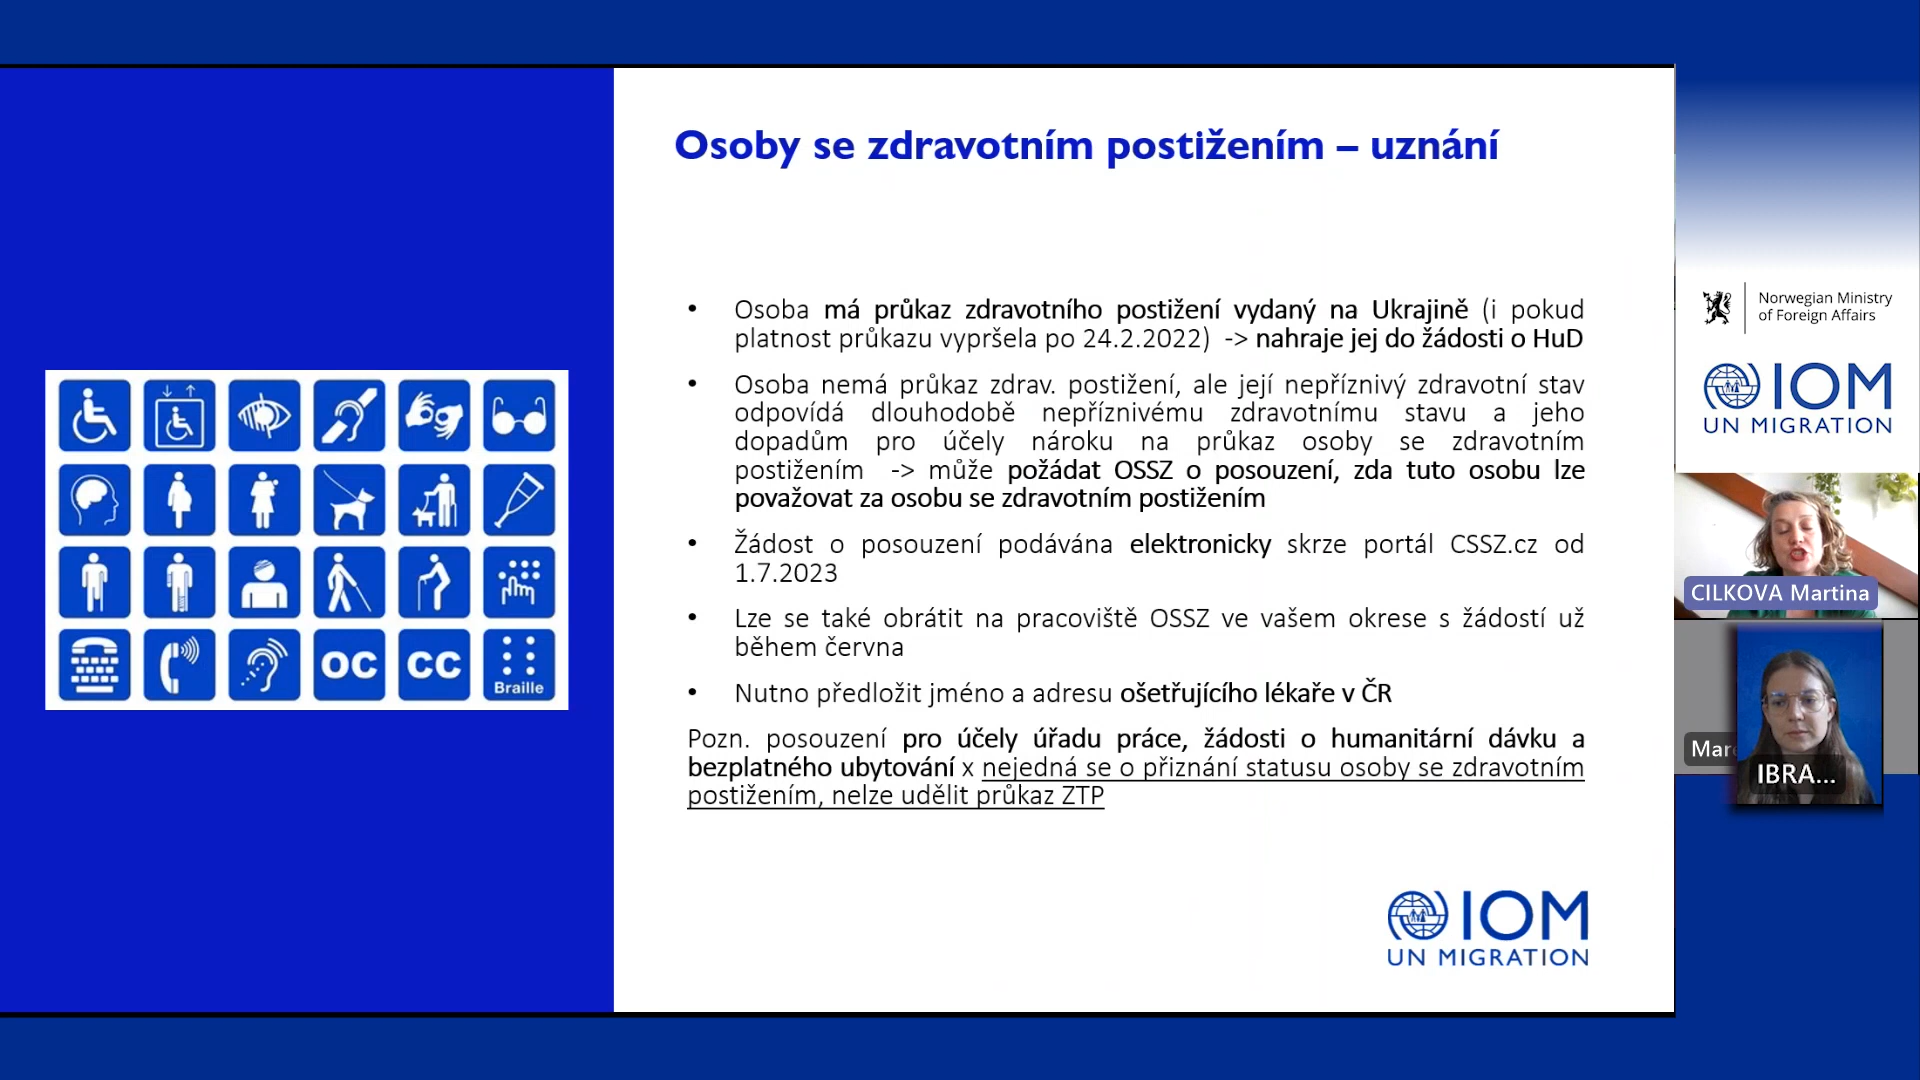 Osoby se zdravotním postižením – uznání
• Osoba má průkaz zdravotního postižení vydaný na Ukrajině (i pokud
platnost průkazu vypršela po 24.2.2022) -> nahraje jej do žádosti o HuD
• Osoba nemá průkaz zdrav. postižení, ale její nepříznivý zdravotní stav
odpovídá dlouhodobě nepříznivému zdravotnímu stavu a jeho
dopadům pro účely nároku na průkaz osoby se zdravotním
postižením -> může požádat OSSZ o posouzení, zda tuto osobu lze
považovat za osobu se zdravotním postižením
• Žádost o posouzení podávána elektronicky skrze portál CSSZ.cz od
1.7.2023
• Lze se také obrátit na pracoviště OSSZ ve vašem okrese s žádostí už
během června
• Nutno předložit jméno a adresu ošetřujícího lékaře v ČR
Pozn. posouzení pro účely úřadu práce, žádosti o humanitární dávku a
bezplatného ubytování x nejedná se o přiznání statusu osoby se zdravotním
postižením, nelze udělit průkaz ZTP
OC
CC
Braille
IOM
UN MIGRATION
Norwegian Ministry
of Foreign Affairs
IOM
UN MIGRATION
CILKOVA Martina
Mar
IBRA...